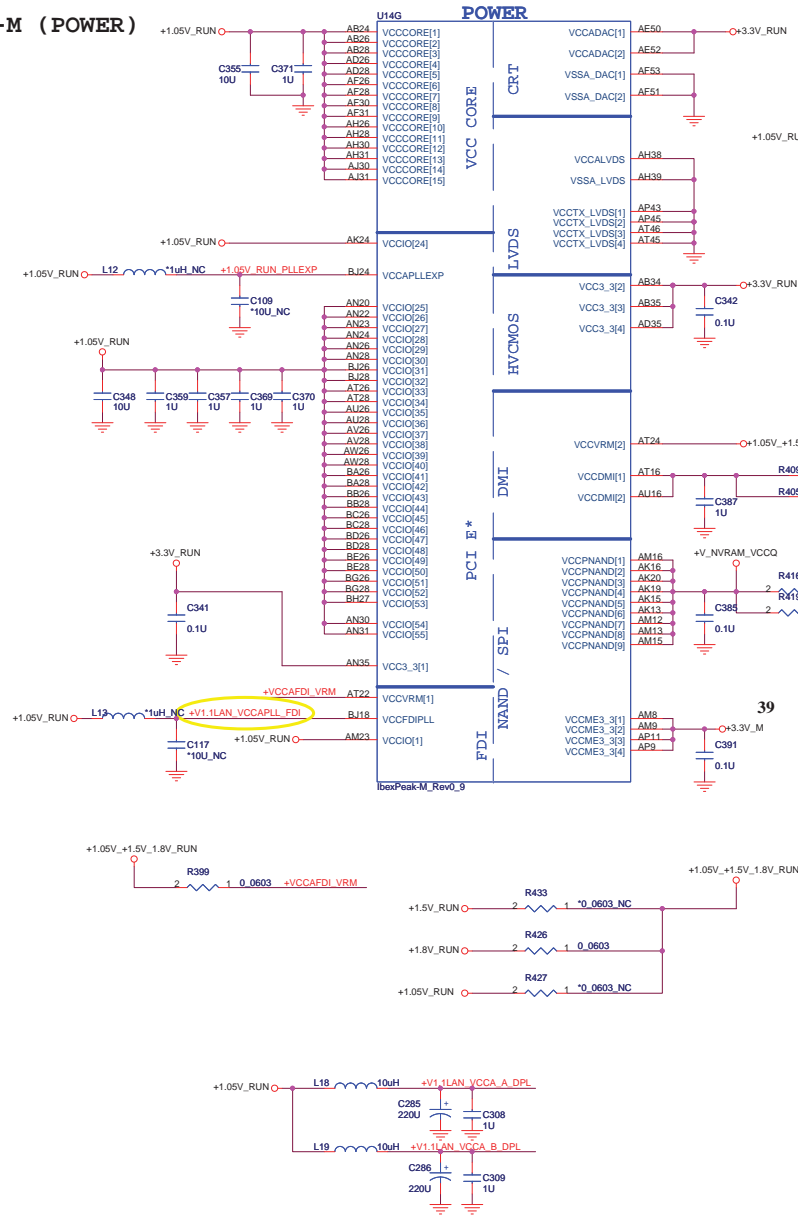 -M (POWER)
POWER
U14G
+1.05V_RUN
C355
10U
C371
1U
AB24 VCCCORE[1]
AB26 VCCCORE[2]
AB28 VCCCORE[3]
AD26 VCCCORE[4]
AD28 VCCCORE[5]
AF26 VCCCORE[6]
AF28 VCCCORE[7]
AF30 VCCCORE[8]
AF31 VCCCORE[9]
AH26 VCCCORE[10]
AH28 VCCCORE[11]
AH30 VCCCORE[12]
AH31 VCCCORE[13]
AJ30 VCCCORE[14]
AJ31 VCCCORE[15]
VCC CORE
CRT
VCCADAC[1] AE50
VCCADAC[2] AE52
VSSA_DAC[1] AF53
VSSA_DAC[2] AF51
+3.3V_RUN
+1.05V_RU
VCCALVDS AH38
VSSA_LVDS AH39
VCCTX_LVDS[1] AP43
VCCTX_LVDS[2] AP45
VCCTX_LVDS[3] AT46
VCCTX_LVDS[4] AT45
LVDS
+1.05V_RUN AK24 VCCIO[24]
+1.05V_RUN L12 *1uH_NC +1.05V_RUN_PLLEXP BJ24 VCCAPLLEXP
C109
*10U_NC
VCC3_3[2] AB34
VCC3_3[3] AB35
VCC3_3[4] AD35
+3.3V_RUN
C342
0.1U
HVCMOS
+1.05V_RUN
C348
10U
C359
1U
C357
1U
C369
1U
C370
1U
AN20 VCCIO[25]
AN22 VCCIO[26]
AN23 VCCIO[27]
AN24 VCCIO[28]
AN26 VCCIO[29]
AN28 VCCIO[30]
BJ26 VCCIO[31]
BJ28 VCCIO[32]
AT26 VCCIO[33]
AT28 VCCIO[34]
AU26 VCCIO[35]
AU28 VCCIO[36]
AV26 VCCIO[37]
AV28 VCCIO[38]
AW26 VCCIO[39]
AW28 VCCIO[40]
BA26 VCCIO[41]
BA28 VCCIO[42]
BB26 VCCIO[43]
BB28 VCCIO[44]
BC26 VCCIO[45]
BC28 VCCIO[46]
BD26 VCCIO[47]
BD28 VCCIO[48]
BE26 VCCIO[49]
BE28 VCCIO[50]
BG26 VCCIO[51]
BG28 VCCIO[52]
BH27 VCCIO[53]
AN30 VCCIO[54]
AN31 VCCIO[55]
PCI E*
DMI
VCCVRM[2] AT24 +1.05V_+1.5
VCCDMI[1] AT16
VCCDMI[2] AU16
C387
1U
R409
R405
+3.3V_RUN
C341
0.1U
AN35 VCC3_3[1]
NAND / SPI
VCCPNAND[1] AM16
VCCPNAND[2] AK16
VCCPNAND[3] AK20
VCCPNAND[4] AK19
VCCPNAND[5] AK15
VCCPNAND[6] AK13
VCCPNAND[7] AM12
VCCPNAND[8] AM13
VCCPNAND[9] AM15
+V_NVRAM_VCCQ
C385
0.1U
2 R416
2 R419
+VCCAFDI_VRM AT22 VCCVRM[1]
+1.05V_RUN L13 *1uH_NC +V1.1LAN_VCCAPLL_FDI BJ18 VCCFDIPLL
C117
*10U_NC
+1.05V_RUN AM23 VCCIO[1]
FDI
VCCME3_3[1] AM8
VCCME3_3[2] AM9
VCCME3_3[3] AP11
VCCME3_3[4] AP9
39
+3.3V_M
C391
0.1U
IbexPeak-M_Rev0_9
+1.05V_+1.5V_1.8V_RUN
R399
2 1 0_0603 +VCCAFDI_VRM
+1.05V_+1.5V_1.8V_RUN
R433
+1.5V_RUN 2 1 *0_0603_NC
R426
+1.8V_RUN 2 1 0_0603
R427
+1.05V_RUN 2 1 *0_0603_NC
+1.05V_RUN L18 10uH +V1.1LAN_VCCA_A_DPL
C285 +
220U
C308
1U
L19 10uH +V1.1LAN_VCCA_B_DPL
C286 +
220U
C309
1U